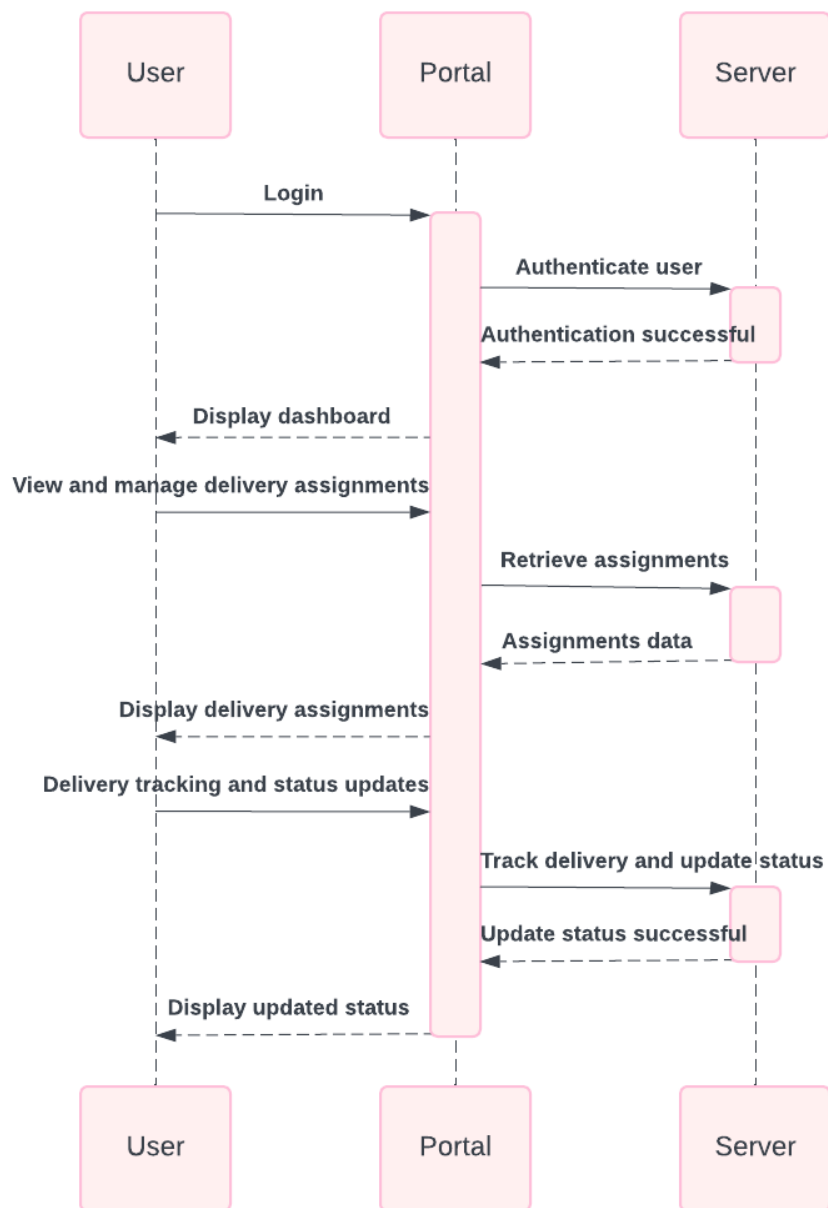 User
Portal
Server
Login
Authenticate user
Authentication successful
Display dashboard
View and manage delivery assignments
Retrieve assignments
Assignments data
Display delivery assignments
Delivery tracking and status updates
Track delivery and update status
Update status successful
Display updated status
User
Portal
Server